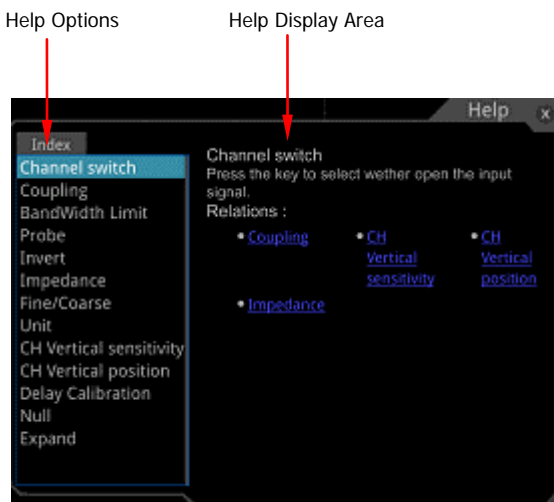 Help Options
Help Display Area
Help x
Index
Channel switch
Coupling
BandWidth Limit
Probe
Invert
Impedance
Fine/Coarse
Unit
CH Vertical sensitivity
CH Vertical position
Delay Calibration
Null
Expand
Channel switch
Press the key to select wether open the input
signal.
Relations :
• Coupling
• CH
Vertical
sensitivity
• CH
Vertical
position
• Impedance